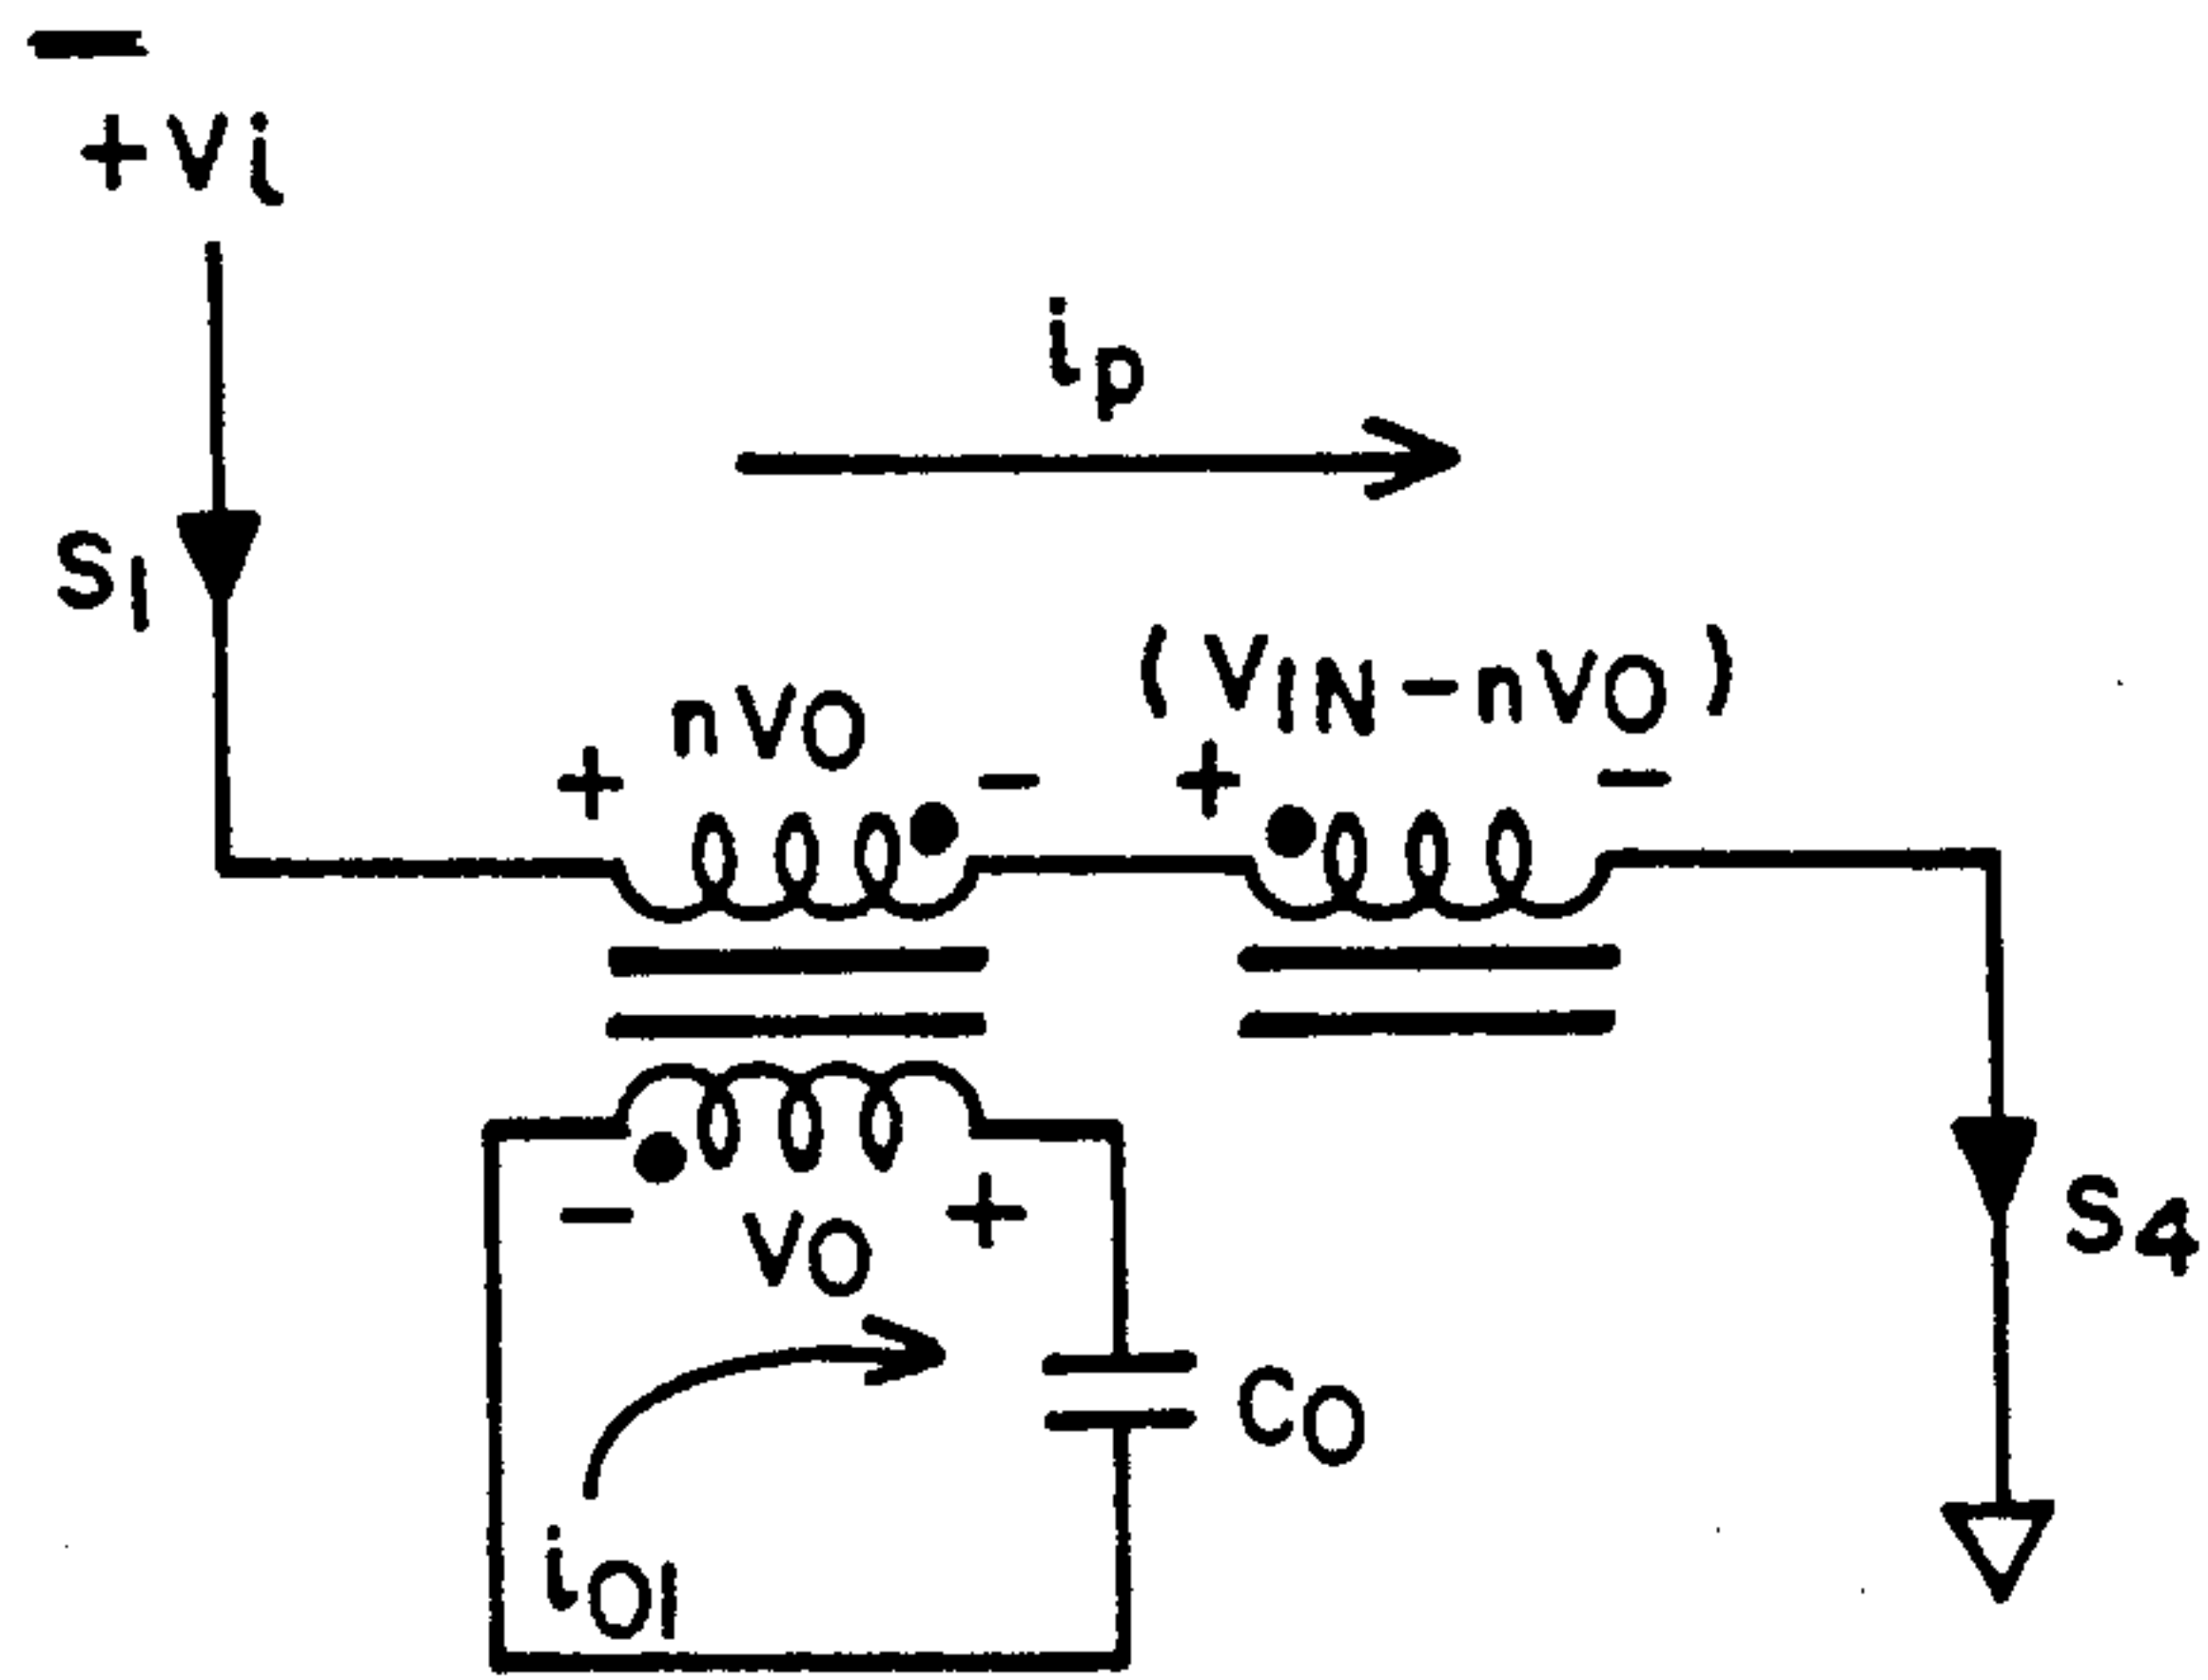 +Vi
ip
S1
(VIN-nVO)
nVO
+ - + -
- +
VO
S4
CO
iO1